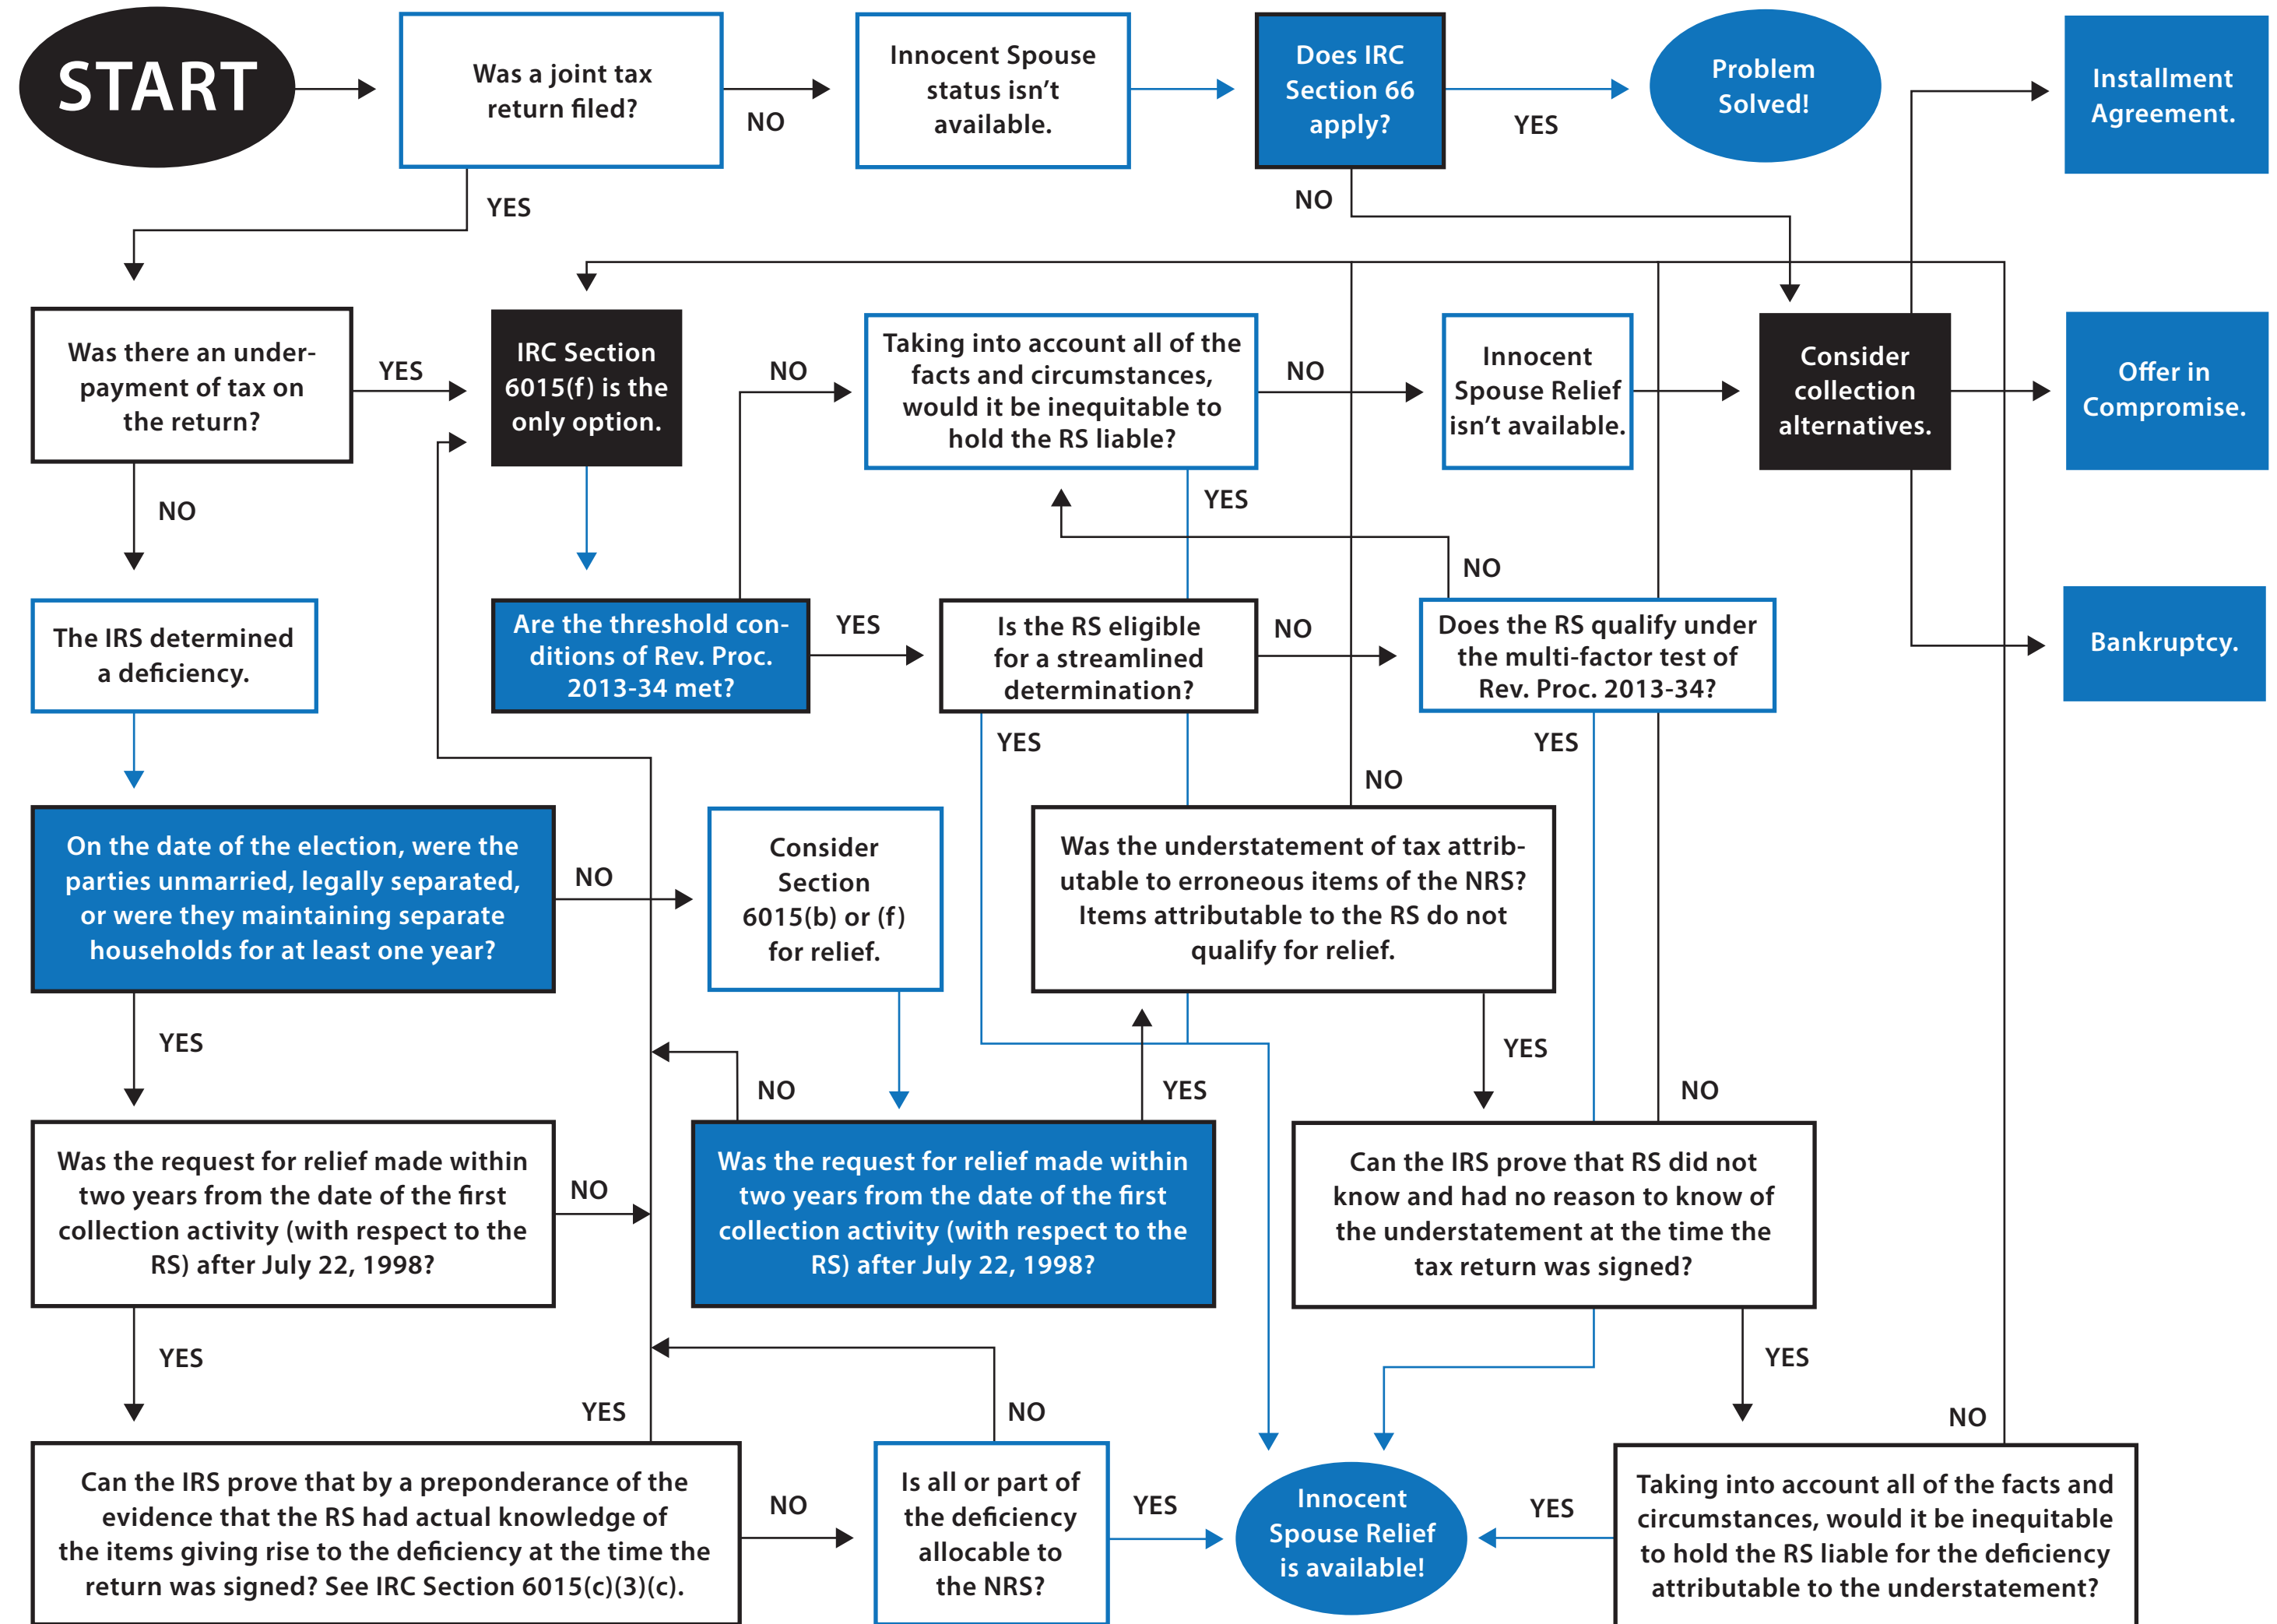 START
Was a joint tax
return filed?
NO
Innocent Spouse
status isn't
available.
Does IRC
Section 66
apply?
YES
Problem
Solved!
Installment
Agreement.
YES
NO
Was there an under-
payment of tax on
the return?
YES
IRC Section
6015(f) is the
only option.
NO
Taking into account all of the
facts and circumstances,
would it be inequitable to
hold the RS liable?
NO
Innocent
Spouse Relief
isn't available.
Consider
collection
alternatives.
Offer in
Compromise.
NO
YES
NO
The IRS determined
a deficiency.
Are the threshold con-
ditions of Rev. Proc.
2013-34 met?
YES
Is the RS eligible
for a streamlined
determination?
NO
Does the RS qualify under
the multi-factor test of
Rev. Proc. 2013-34?
Bankruptcy.
YES
YES
NO
On the date of the election, were the
parties unmarried, legally separated,
or were they maintaining separate
households for at least one year?
NO
Consider
Section
6015(b) or (f)
for relief.
Was the understatement of tax attrib-
utable to erroneous items of the NRS?
Items attributable to the RS do not
qualify for relief.
YES
NO
YES
YES
NO
Was the request for relief made within
two years from the date of the first
collection activity (with respect to the
RS) after July 22, 1998?
NO
Was the request for relief made within
two years from the date of the first
collection activity (with respect to the
RS) after July 22, 1998?
Can the IRS prove that RS did not
know and had no reason to know of
the understatement at the time the
tax return was signed?
YES
YES
YES
NO
NO
Can the IRS prove that by a preponderance of the
evidence that the RS had actual knowledge of
the items giving rise to the deficiency at the time the
return was signed? See IRC Section 6015(c)(3)(c).
NO
Is all or part of
the deficiency
allocable to
the NRS?
YES
Innocent
Spouse Relief
is available!
YES
Taking into account all of the facts and
circumstances, would it be inequitable
to hold the RS liable for the deficiency
attributable to the understatement?